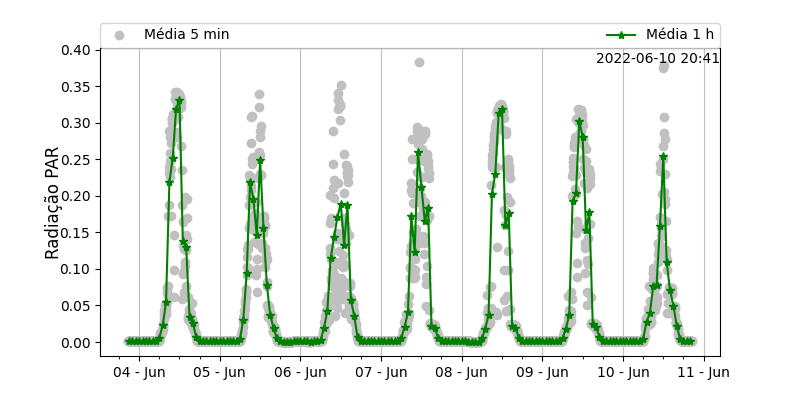 Média 5 min
Média 1 h
2022-06-10 20:41
Radiação PAR
0.40
0.35
0.30
0.25
0.20
0.15
0.10
0.05
0.00
04 - Jun
05 - Jun
06 - Jun
07 - Jun
08 - Jun
09 - Jun
10 - Jun
11 - Jun